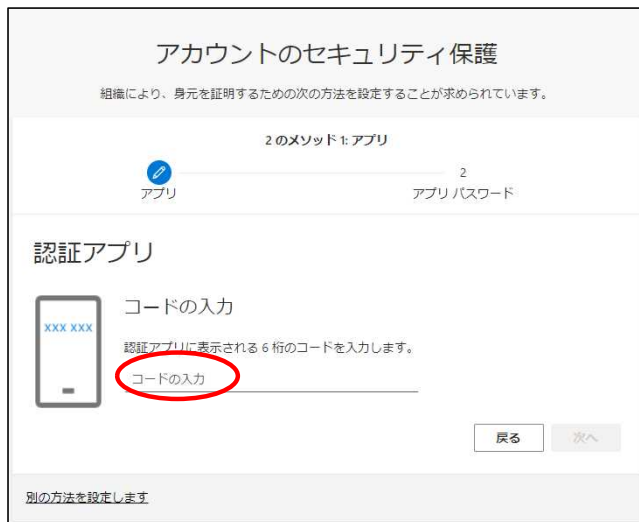 アカウントのセキュリティ保護
組織により、身元を証明するための次の方法を設定することが求められています。
2 のメソッド 1: アプリ
2
アプリ
アプリ パスワード
認証アプリ
コードの入力
XXX XXX
認証アプリに表示される 6 桁のコードを入力します。
コードの入力
戻る
次へ
別の方法を設定します